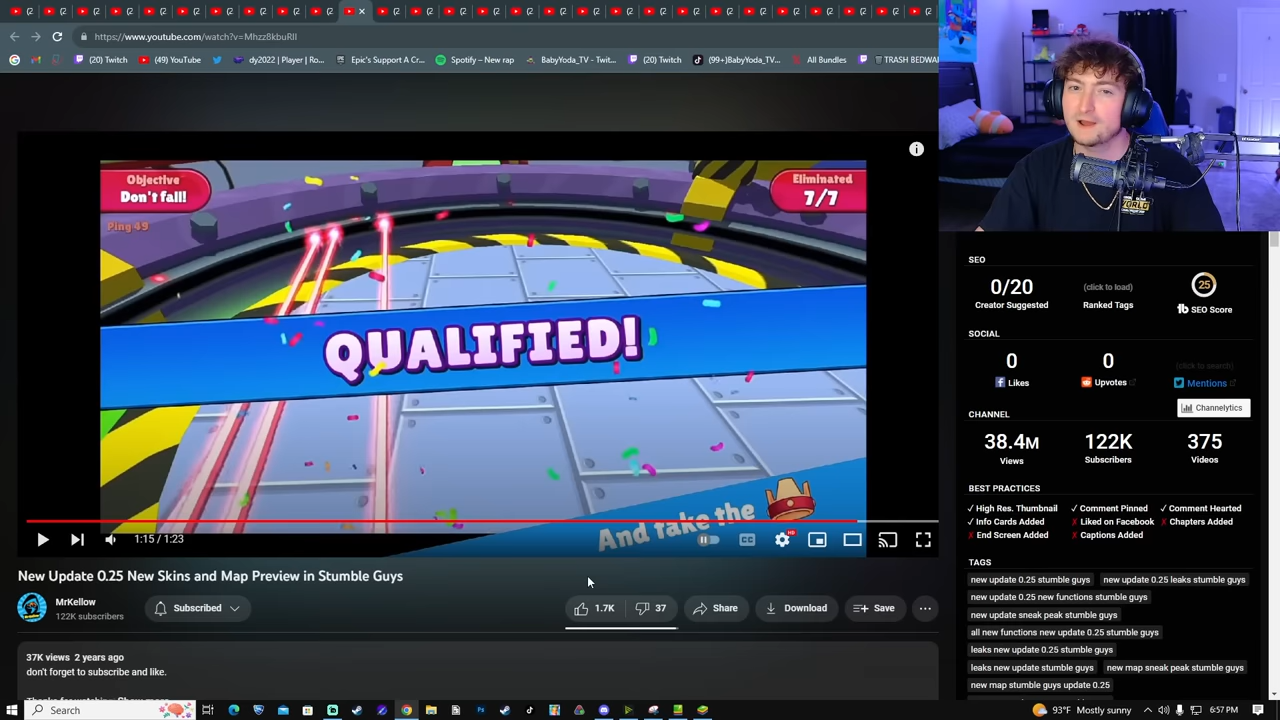 https://www.youtube.com/watch?v=Mhzz8kbuRlI
(20) Twitch
(49) YouTube
dy2022 | Player | Ro...
Epic's Support A Cr...
Spotify – New rap
BabyYoda_TV - Twit...
(20) Twitch
(99+)BabyYoda_TV...
All Bundles
TRASH BEDWA
Objective
Don't fall!
Ping 49
Eliminated
7/7
QUALIFIED!
And take the
1:15 / 1:23
CC
HD
New Update 0.25 New Skins and Map Preview in Stumble Guys
MrKellow
122K subscribers
Subscribed
1.7K
37
Share
Download
Save
37K views 2 years ago
don't forget to subscribe and like.
WORLD
SEO
0/20
Creator Suggested
(click to load)
Ranked Tags
25
tb SEO Score
SOCIAL
0
Likes
0
Upvotes
(click to search)
Mentions
Channelytics
CHANNEL
38.4M
Views
122K
Subscribers
375
Videos
BEST PRACTICES
✓ High Res. Thumbnail ✓ Comment Pinned ✓ Comment Hearted
✓ Info Cards Added ✗ Liked on Facebook ✗ Chapters Added
✗ End Screen Added ✗ Captions Added
TAGS
new update 0.25 stumble guys new update 0.25 leaks stumble guys
new update 0.25 new functions stumble guys
new update sneak peak stumble guys
all new functions new update 0.25 stumble guys
leaks new update 0.25 stumble guys
leaks new update stumble guys new map sneak peak stumble guys
new map stumble guys update 0.25
Search
93°F Mostly sunny
6:57 PM